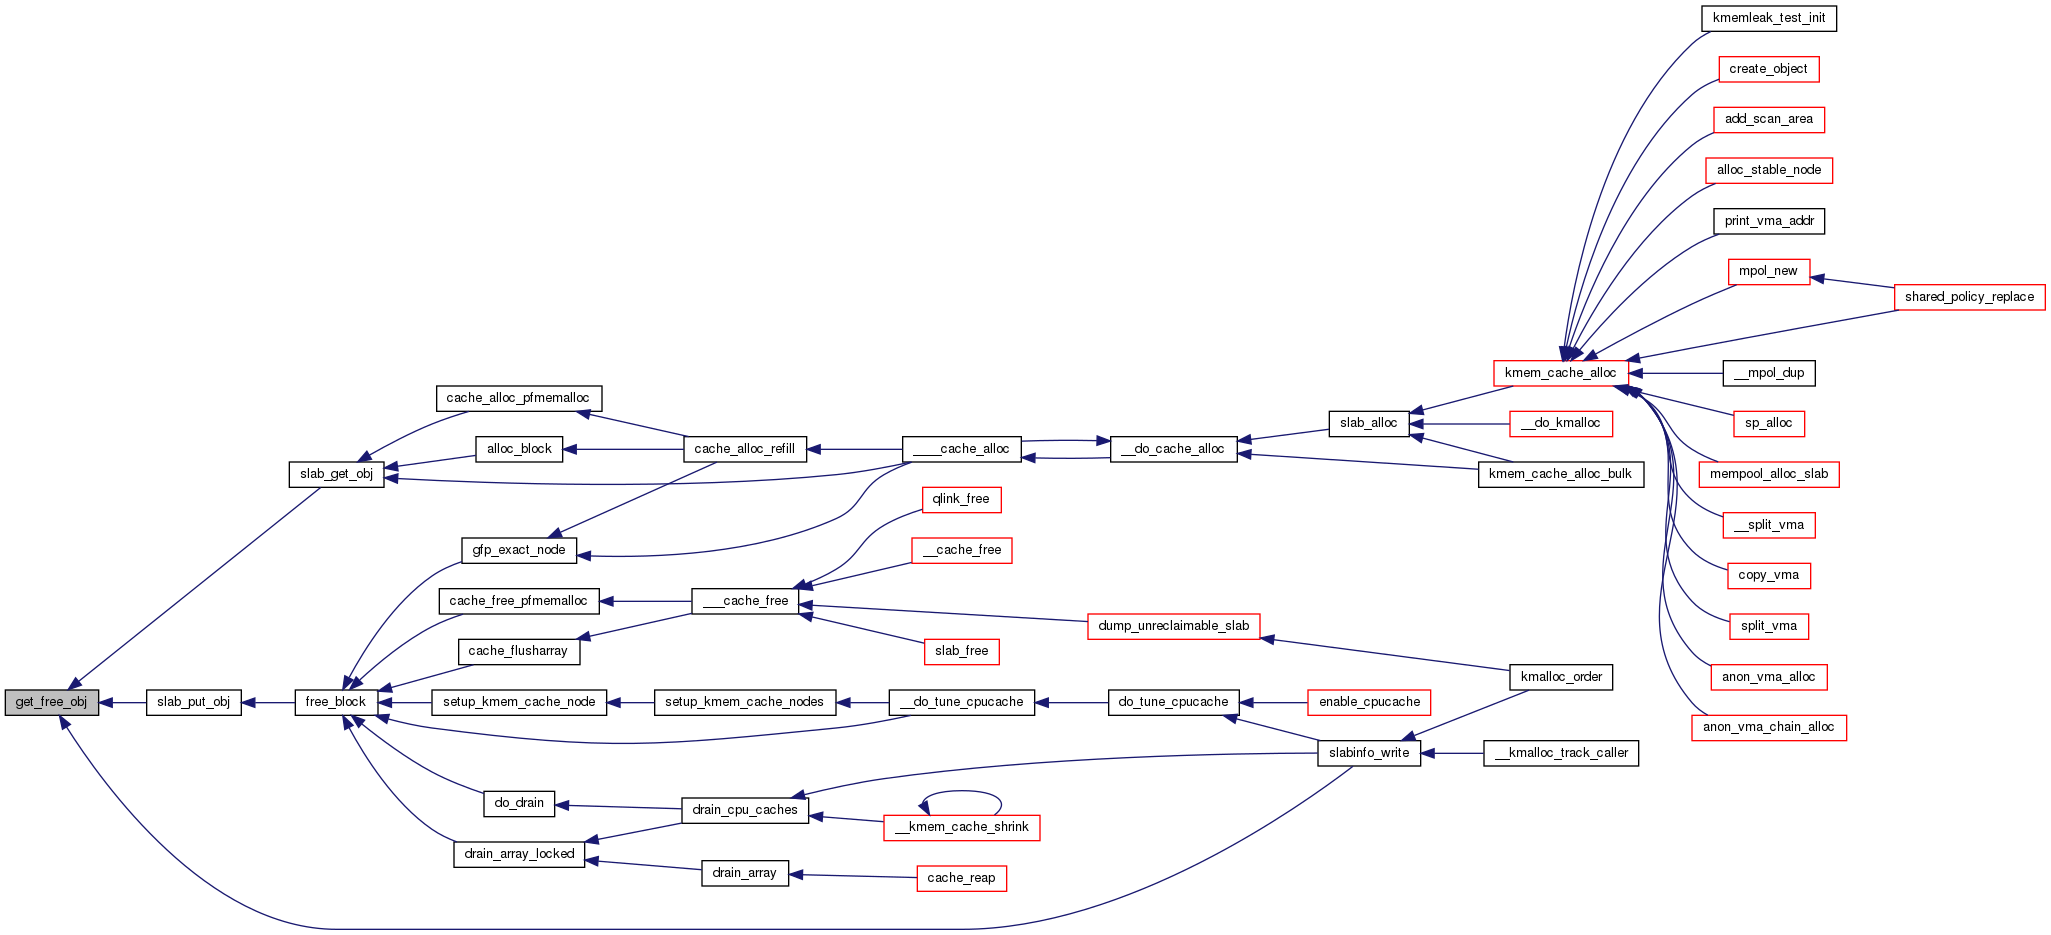 kmemleak_test_init
create_object
add_scan_area
alloc_stable_node
print_vma_addr
mpol_new
shared_policy_replace
kmem_cache_alloc
__mpol_dup
cache_alloc_pfmemalloc
slab_alloc
__do_kmalloc
sp_alloc
alloc_block
cache_alloc_refill
____cache_alloc
__do_cache_alloc
slab_get_obj
kmem_cache_alloc_bulk
mempool_alloc_slab
qlink_free
__split_vma
gfp_exact_node
__cache_free
copy_vma
cache_free_pfmemalloc
___cache_free
dump_unreclaimable_slab
split_vma
cache_flusharray
slab_free
kmalloc_order
anon_vma_alloc
get_free_obj
slab_put_obj
free_block
setup_kmem_cache_node
setup_kmem_cache_nodes
__do_tune_cpucache
do_tune_cpucache
enable_cpucache
anon_vma_chain_alloc
slabinfo_write
__kmalloc_track_caller
do_drain
drain_cpu_caches
__kmem_cache_shrink
drain_array_locked
drain_array
cache_reap